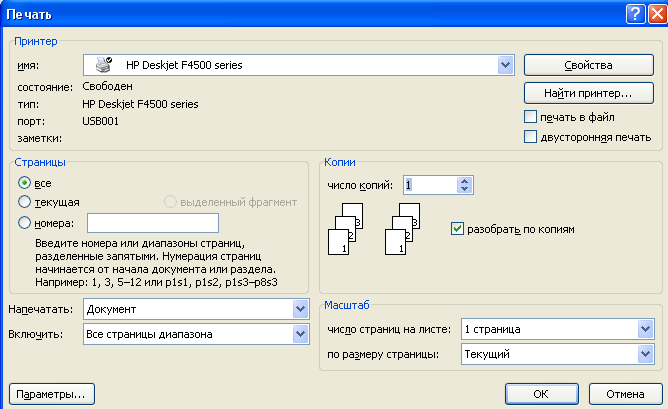 Печать
Принтер
имя: HP Deskjet F4500 series
Свойства
состояние: Свободен
Найти принтер...
тип: HP Deskjet F4500 series
порт: USB001
печать в файл
заметки:
двусторонняя печать
Страницы
все
текущая
выделенный фрагмент
номера:
Введите номера или диапазоны страниц,
разделенные запятыми. Нумерация страниц
начинается от начала документа или раздела.
Например: 1, 3, 5–12 или p1s1, p1s2, p1s3–p8s3
Копии
число копий: 1
3 3
2 2
1 1
разобрать по копиям
Напечатать: Документ
Включить: Все страницы диапазона
Масштаб
число страниц на листе: 1 страница
по размеру страницы: Текущий
Параметры...
ОК
Отмена